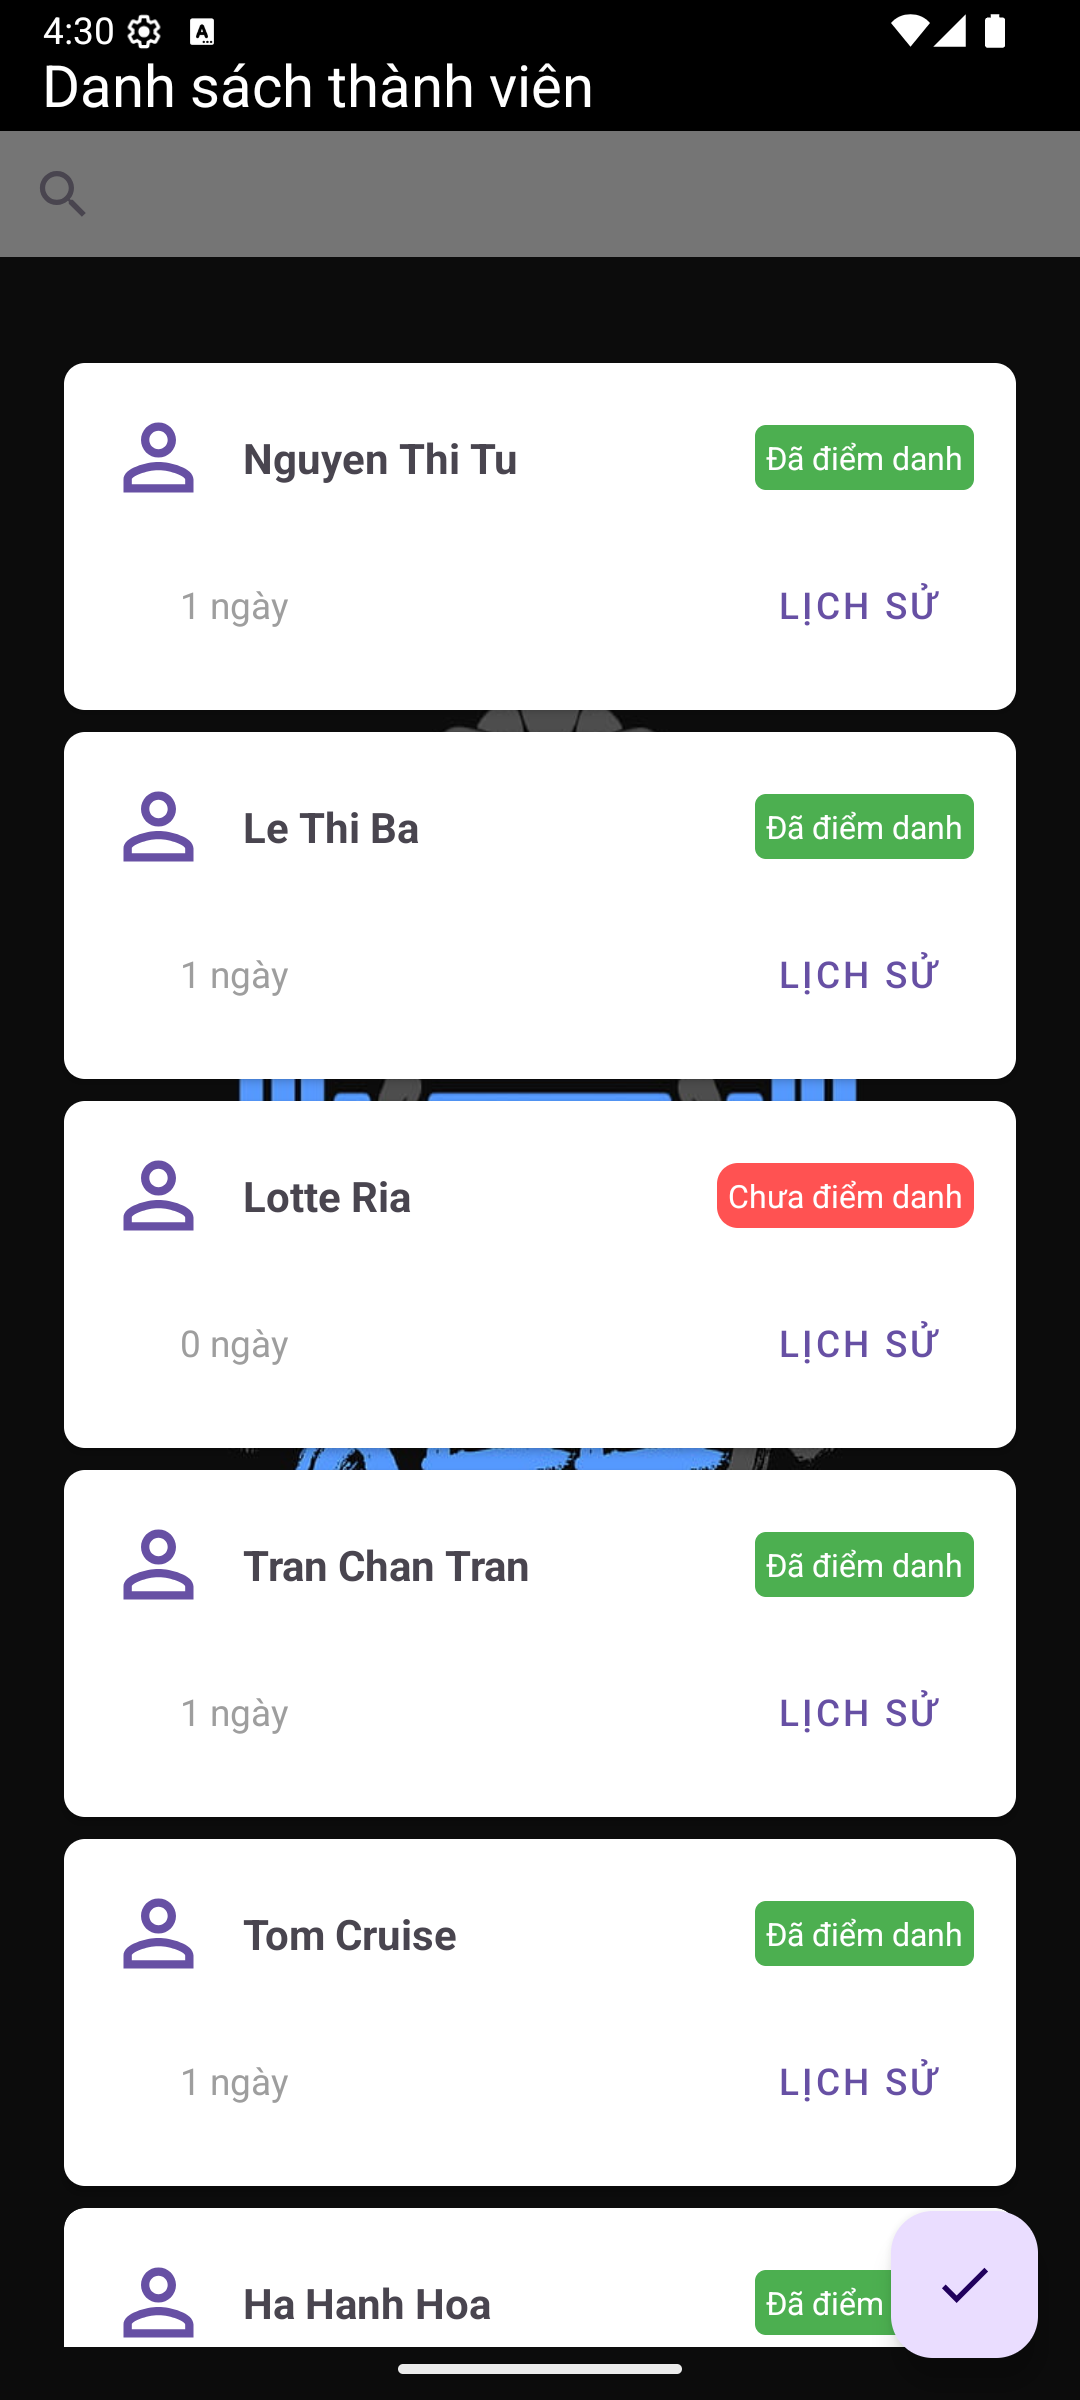 4:30
Danh sách thành viên
Nguyen Thi Tu
Đã điểm danh
1 ngày
LỊCH SỬ
Le Thi Ba
Đã điểm danh
1 ngày
LỊCH SỬ
Lotte Ria
Chưa điểm danh
0 ngày
LỊCH SỬ
Tran Chan Tran
Đã điểm danh
1 ngày
LỊCH SỬ
Tom Cruise
Đã điểm danh
1 ngày
LỊCH SỬ
Ha Hanh Hoa
Đã điểm